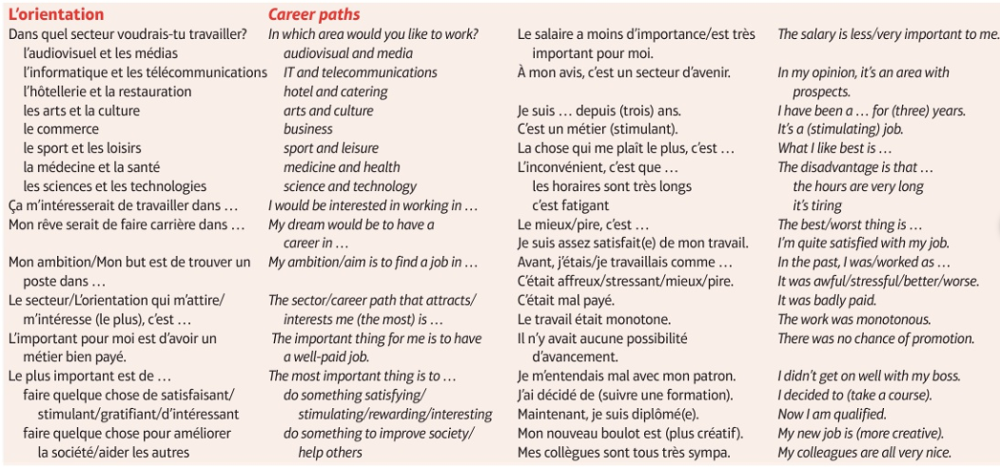 L'orientation
Career paths
Dans quel secteur voudrais-tu travailler?
In which area would you like to work?
l'audiovisuel et les médias
audiovisual and media
l'informatique et les télécommunications
IT and telecommunications
l'hôtellerie et la restauration
hotel and catering
les arts et la culture
arts and culture
le commerce
business
le sport et les loisirs
sport and leisure
la médecine et la santé
medicine and health
les sciences et les technologies
science and technology
Ça m'intéresserait de travailler dans …
I would be interested in working in …
Mon rêve serait de faire carrière dans …
My dream would be to have a
career in …
Mon ambition/Mon but est de trouver un
poste dans …
My ambition/aim is to find a job in …
Le secteur/L'orientation qui m'attire/
m'intéresse (le plus), c'est …
The sector/career path that attracts/
interests me (the most) is …
L'important pour moi est d'avoir un
métier bien payé.
The important thing for me is to have
a well-paid job.
Le plus important est de …
The most important thing is to …
faire quelque chose de satisfaisant/
stimulant/gratifiant/d'intéressant
do something satisfying/
stimulating/rewarding/interesting
faire quelque chose pour améliorer
la société/aider les autres
do something to improve society/
help others
Le salaire a moins d'importance/est très
important pour moi.
The salary is less/very important to me.
À mon avis, c'est un secteur d'avenir.
In my opinion, it's an area with
prospects.
Je suis … depuis (trois) ans.
I have been a … for (three) years.
C'est un métier (stimulant).
It's a (stimulating) job.
La chose qui me plaît le plus, c'est …
What I like best is …
L'inconvénient, c'est que …
The disadvantage is that …
les horaires sont très longs
the hours are very long
c'est fatigant
it's tiring
Le mieux/pire, c'est …
The best/worst thing is …
Je suis assez satisfait(e) de mon travail.
I'm quite satisfied with my job.
Avant, j'étais/je travaillais comme …
In the past, I was/worked as …
C'était affreux/stressant/mieux/pire.
It was awful/stressful/better/worse.
C'était mal payé.
It was badly paid.
Le travail était monotone.
The work was monotonous.
Il n'y avait aucune possibilité
d'avancement.
There was no chance of promotion.
Je m'entendais mal avec mon patron.
I didn't get on well with my boss.
J'ai décidé de (suivre une formation).
I decided to (take a course).
Maintenant, je suis diplômé(e).
Now I am qualified.
Mon nouveau boulot est (plus créatif).
My new job is (more creative).
Mes collègues sont tous très sympa.
My colleagues are all very nice.